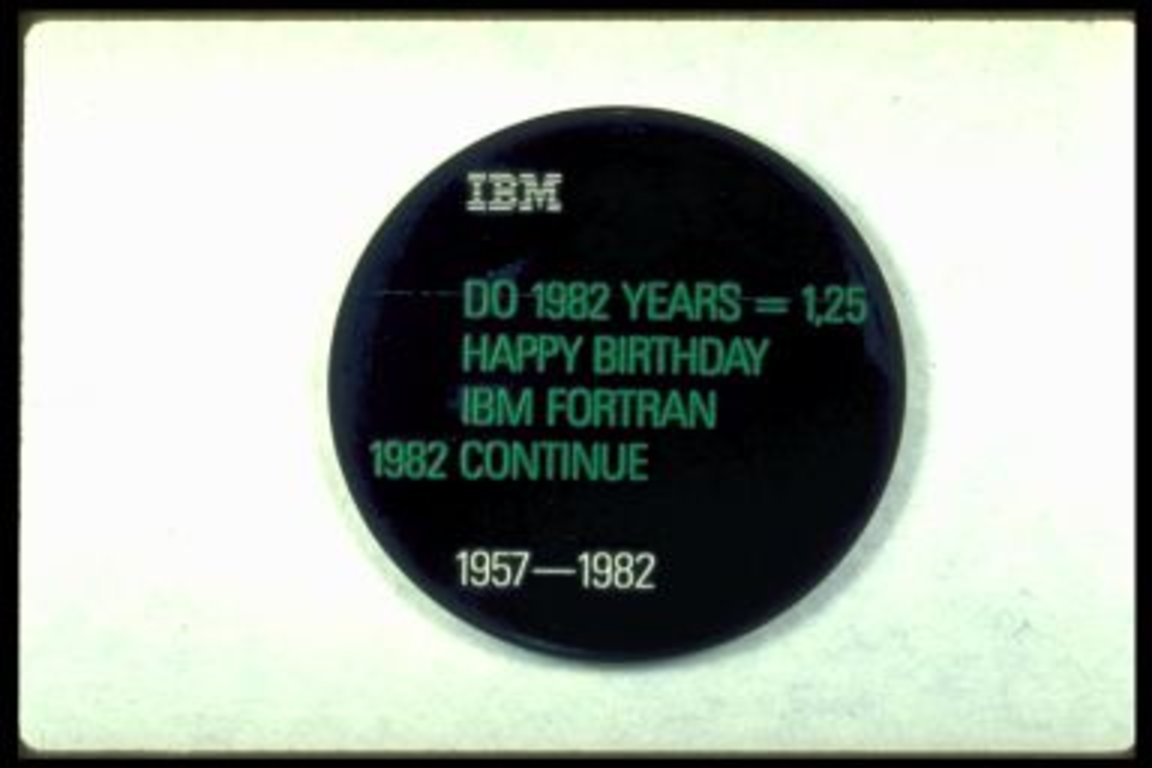 IBM
DO 1982 YEARS = 1,25
HAPPY BIRTHDAY
IBM FORTRAN
1982 CONTINUE
1957—1982